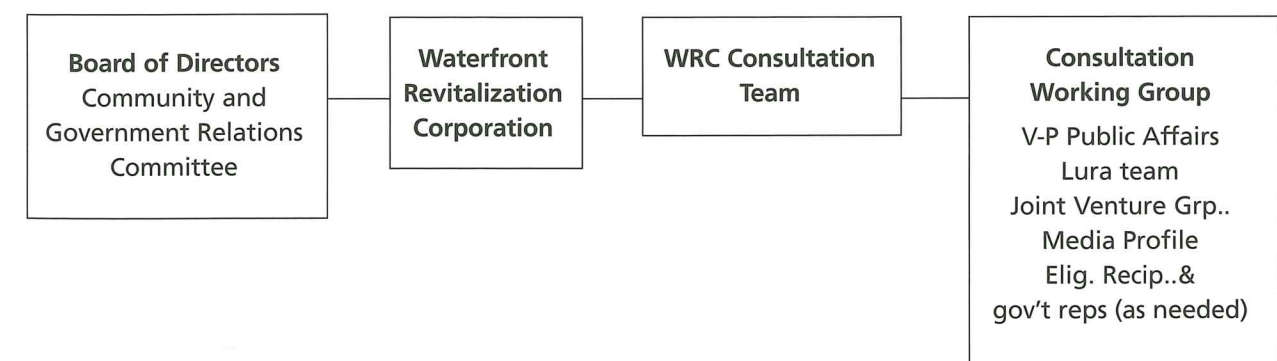 Board of Directors
Community and
Government Relations
Committee
Waterfront
Revitalization
Corporation
WRC Consultation
Team
Consultation
Working Group
V-P Public Affairs
Lura team
Joint Venture Grp..
Media Profile
Elig. Recip..&
gov't reps (as needed)